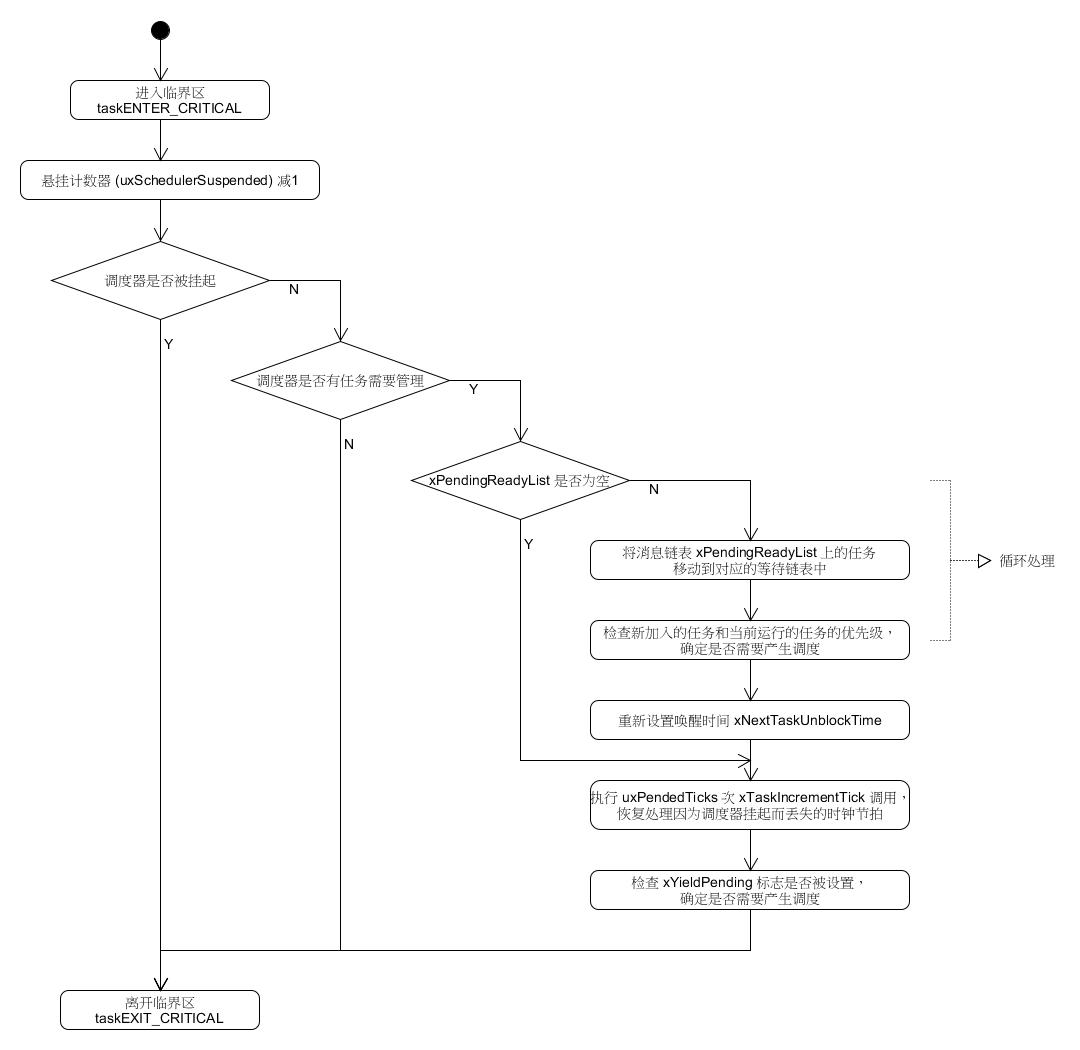 进入临界区
taskENTER_CRITICAL
悬挂计数器 (uxSchedulerSuspended) 减1
调度器是否被挂起
N
Y
调度器是否有任务需要管理
Y
N
xPendingReadyList 是否为空
N
Y
将消息链表 xPendingReadyList 上的任务
移动到对应的等待链表中
循环处理
检查新加入的任务和当前运行的任务的优先级，
确定是否需要产生调度
重新设置唤醒时间 xNextTaskUnblockTime
执行 uxPendedTicks 次 xTaskIncrementTick 调用，
恢复处理因为调度器挂起而丢失的时钟节拍
检查 xYieldPending 标志是否被设置，
确定是否需要产生调度
离开临界区
taskEXIT_CRITICAL